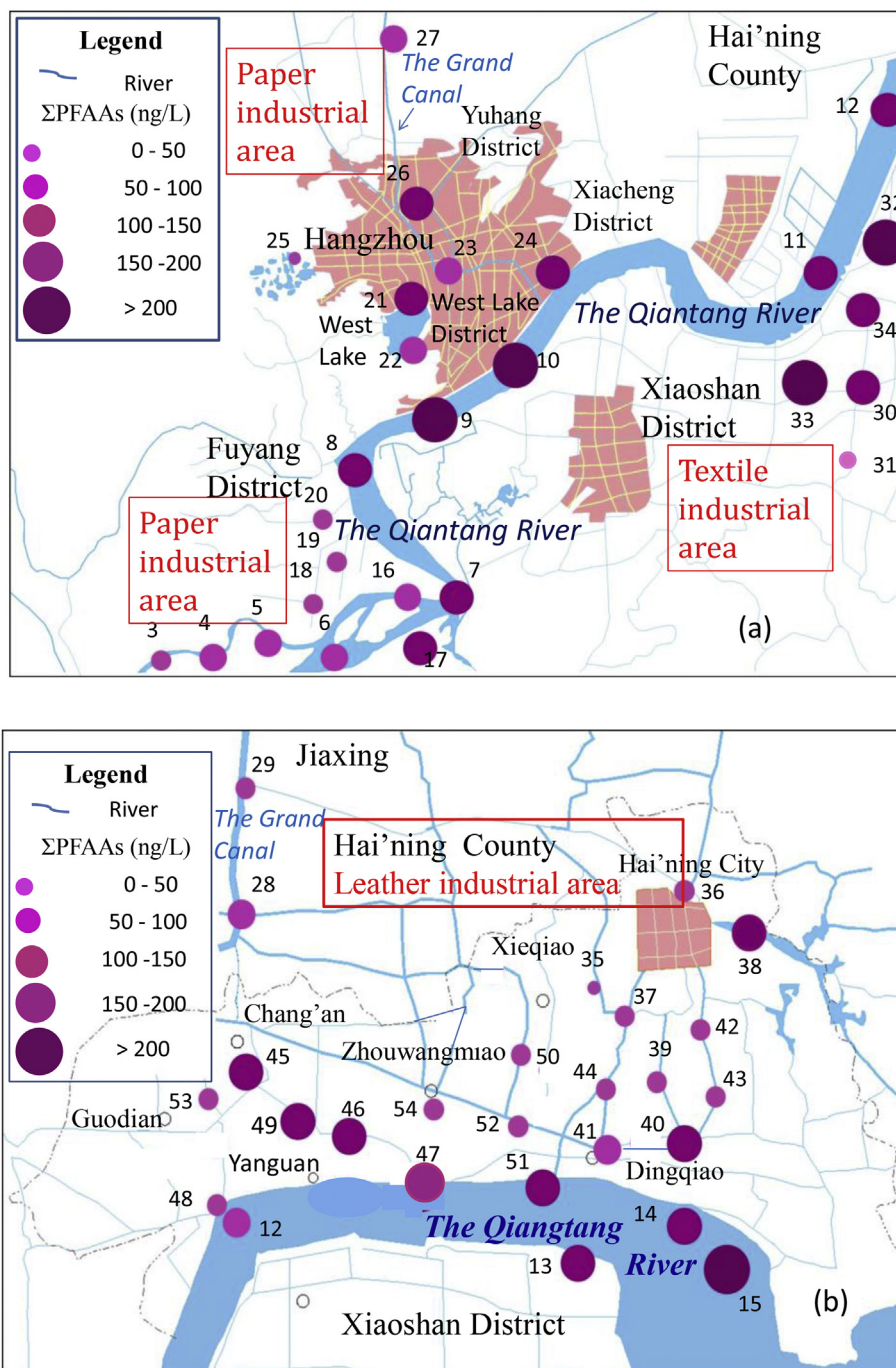 Legend
River
ΣPFAAs (ng/L)
0 - 50
50 - 100
100 -150
150 -200
> 200
27
The Grand
Canal
Paper
industrial
area
Yuhang
District
Hai’ning
County
12
26
Xiacheng
District
32
25
Hangzhou
23
24
11
21
West Lake
District
The Qiantang River
West
Lake
22
10
34
Xiaoshan
District
33
30
9
Fuyang
District
8
20
Textile
industrial
area
31
Paper
industrial
area
The Qiantang River
19
18
16
7
3
4
5
6
17
(a)
Legend
River
ΣPFAAs (ng/L)
0 - 50
50 - 100
100 -150
150 -200
> 200
Jiaxing
29
The Grand
Canal
Hai’ning County
Leather industrial area
Hai’ning City
28
36
Xieqiao
35
38
37
Chang’an
42
45
Zhouwangmiao
50
39
44
43
53
54
Guodian
49
46
52
40
41
Yanguan
47
51
Dingqiao
48
12
The Qiangtang
River
14
13
15
(b)
Xiaoshan District